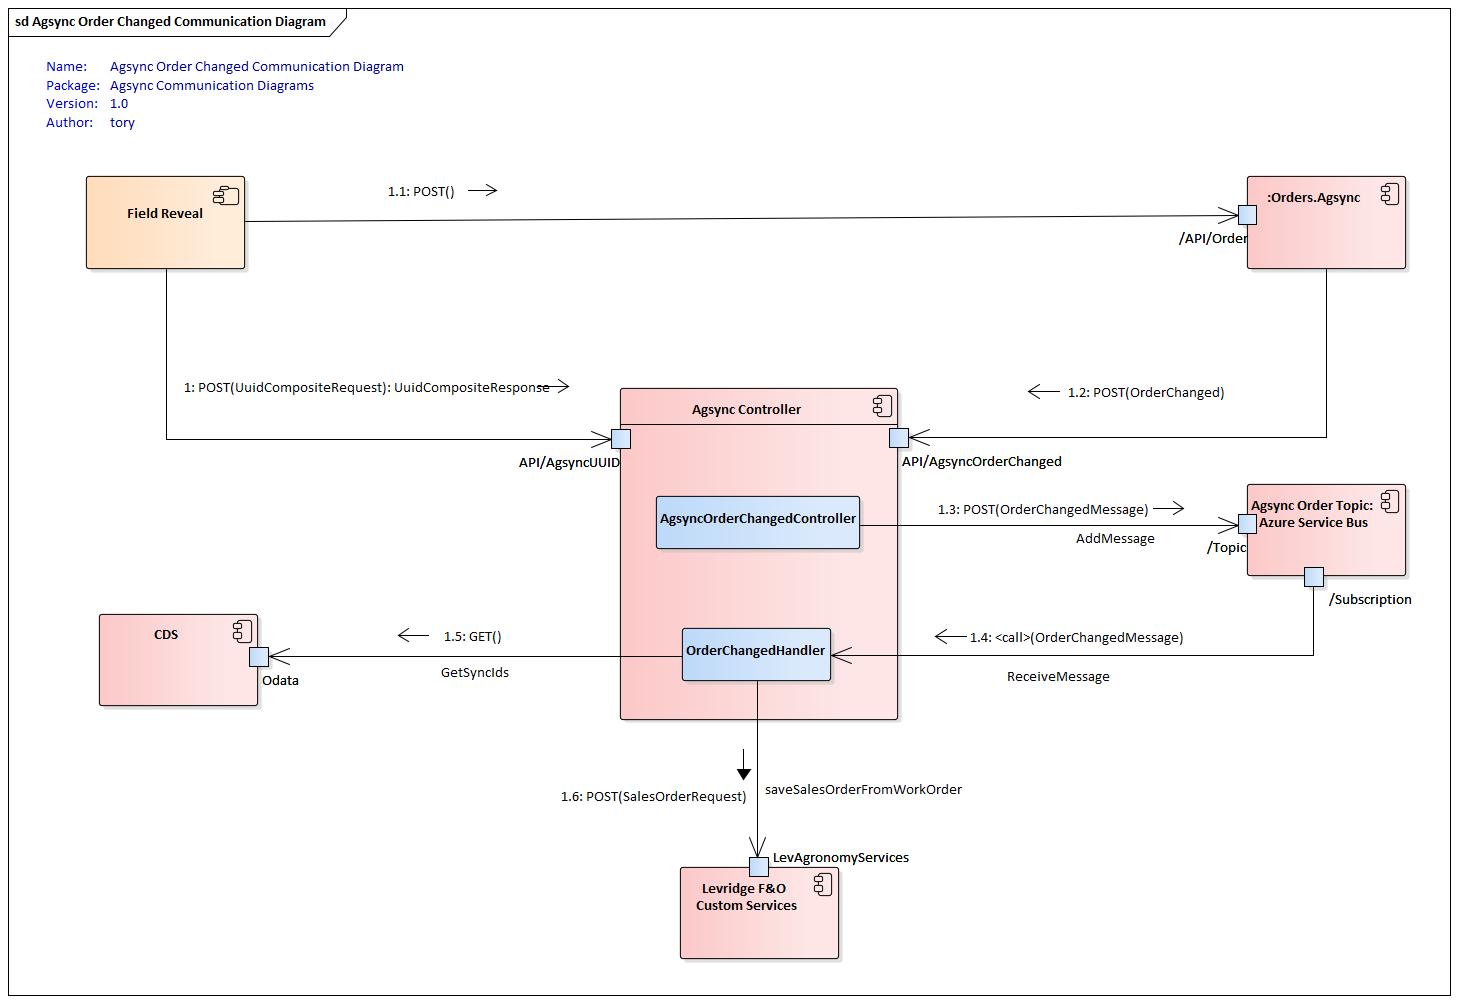 sd Agsync Order Changed Communication Diagram
Name: Agsync Order Changed Communication Diagram
Package: Agsync Communication Diagrams
Version: 1.0
Author: tory
1.1: POST()
Field Reveal
:Orders.Agsync
/API/Order
1: POST(UuidCompositeRequest): UuidCompositeResponse
1.2: POST(OrderChanged)
Agsync Controller
API/AgsyncUUID
API/AgsyncOrderChanged
AgsyncOrderChangedController
1.3: POST(OrderChangedMessage)
AddMessage
Agsync Order Topic:
Azure Service Bus
/Topic
/Subscription
CDS
1.5: GET()
GetSyncIds
Odata
OrderChangedHandler
1.4: <call>(OrderChangedMessage)
ReceiveMessage
1.6: POST(SalesOrderRequest)
saveSalesOrderFromWorkOrder
LevAgronomyServices
Levridge F&O
Custom Services